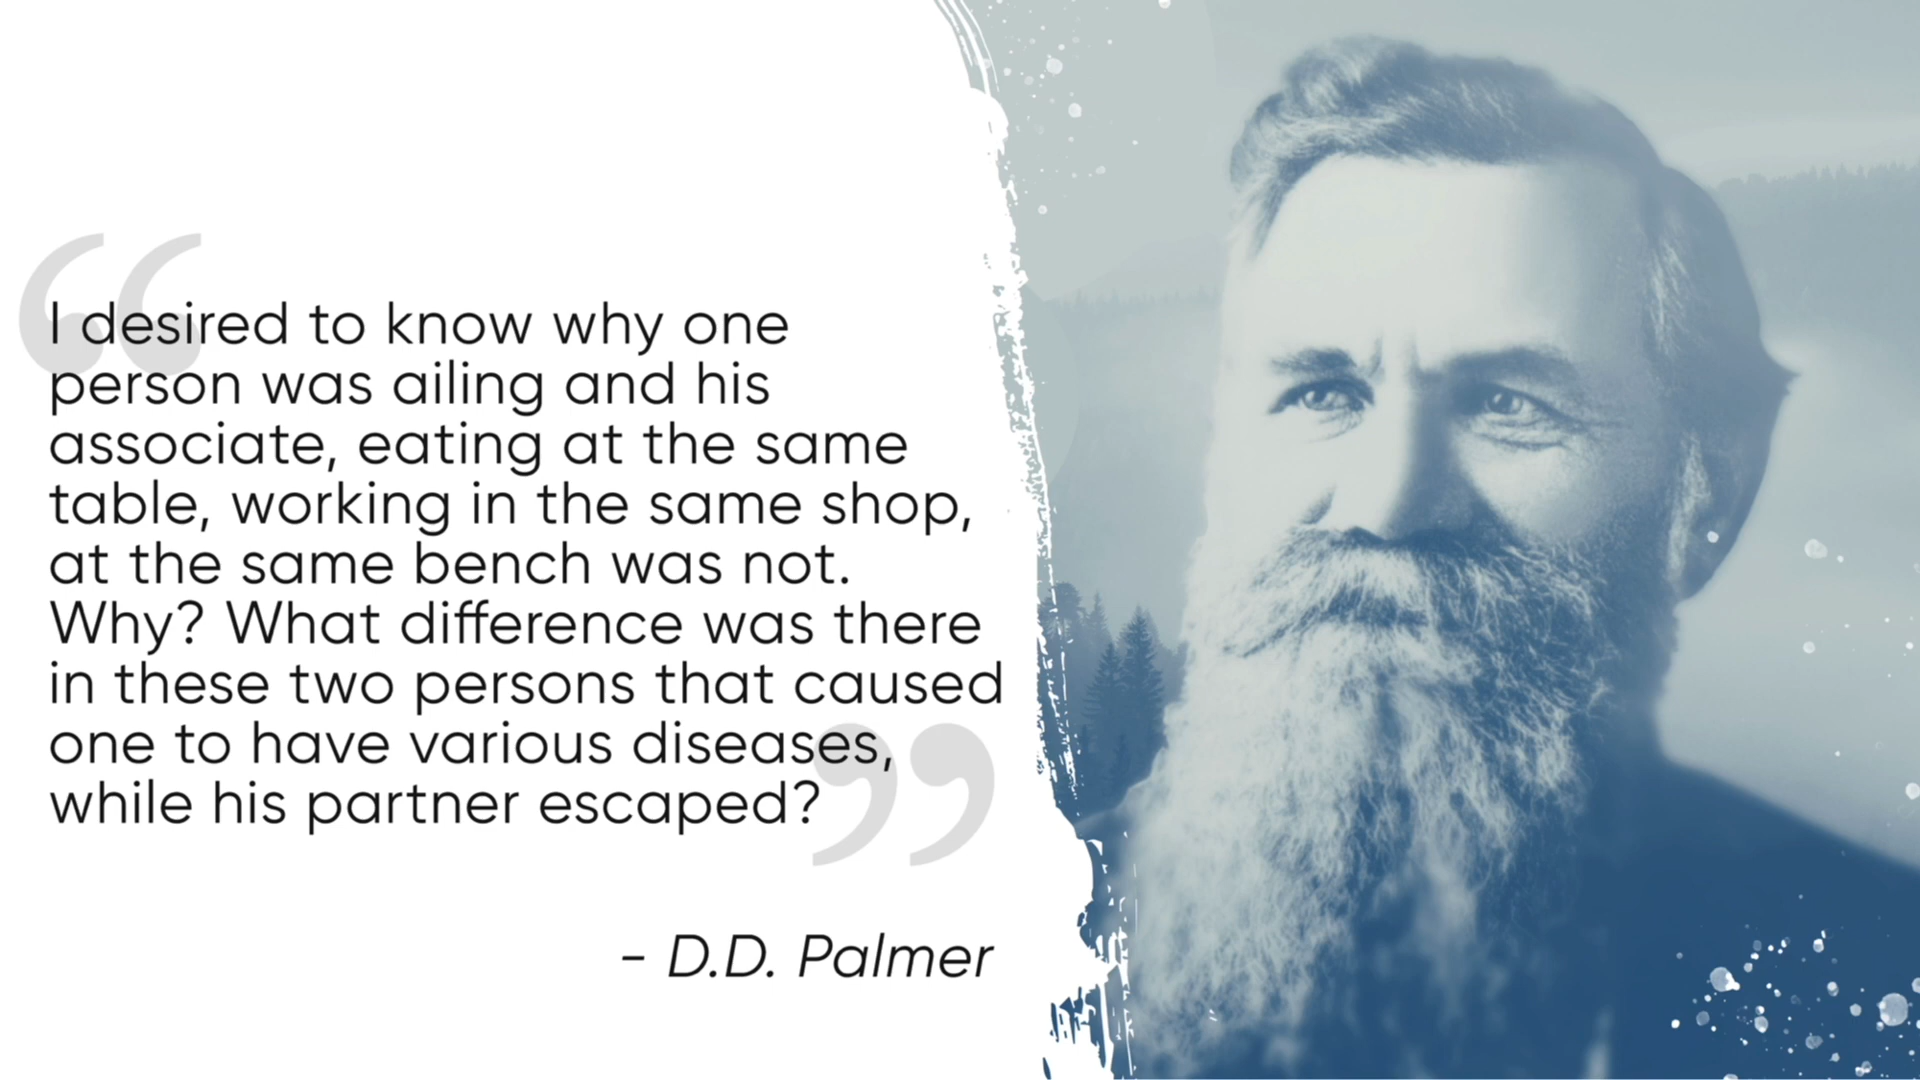 “
I desired to know why one
person was ailing and his
associate, eating at the same
table, working in the same shop,
at the same bench was not.
Why? What difference was there
in these two persons that caused
one to have various diseases,
while his partner escaped?
”
- D.D. Palmer